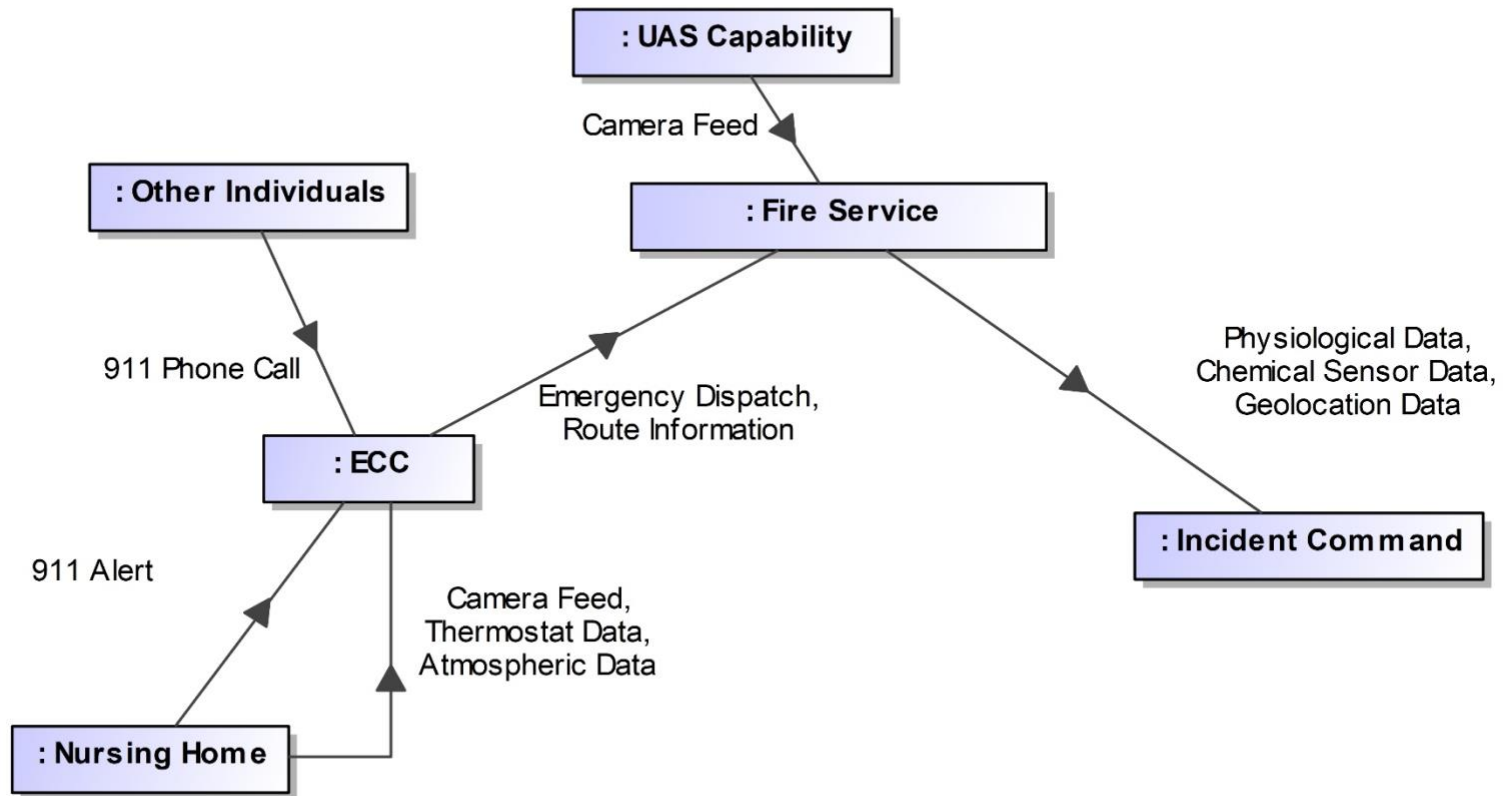 : UAS Capability
Camera Feed
: Other Individuals
: Fire Service
911 Phone Call
Emergency Dispatch,
Route Information
Physiological Data,
Chemical Sensor Data,
Geolocation Data
: ECC
: Incident Command
911 Alert
Camera Feed,
Thermostat Data,
Atmospheric Data
: Nursing Home